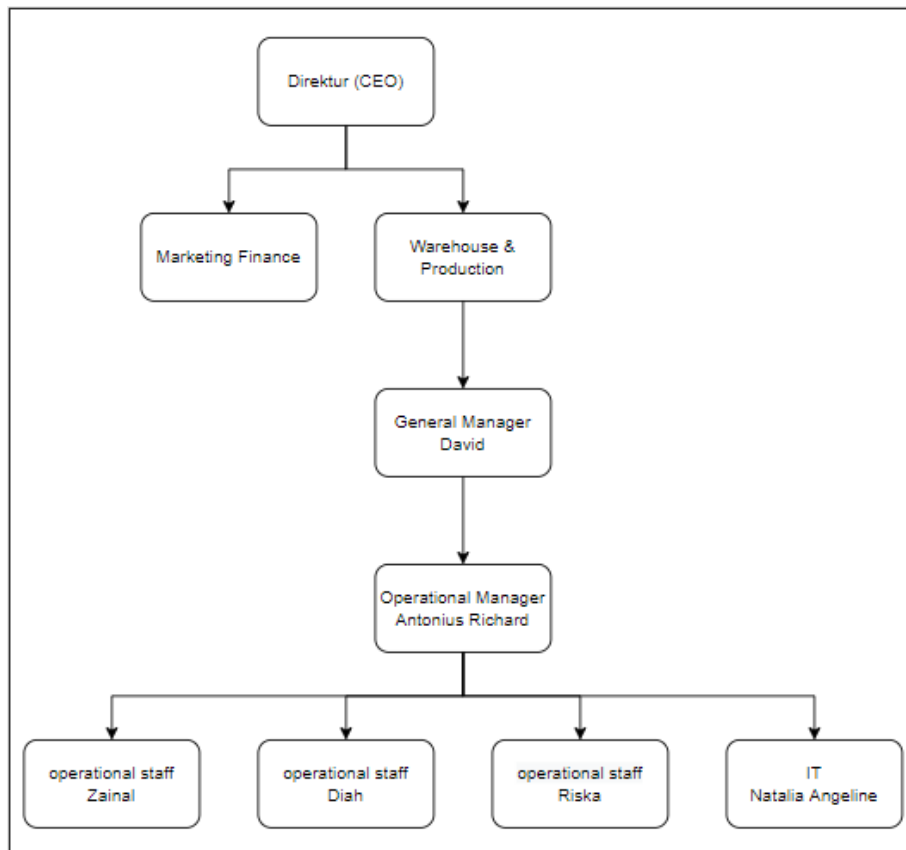 Direktur (CEO)
Marketing Finance
Warehouse &
Production
General Manager
David
Operational Manager
Antonius Richard
operational staff
Zainal
operational staff
Diah
operational staff
Riska
IT
Natalia Angeline